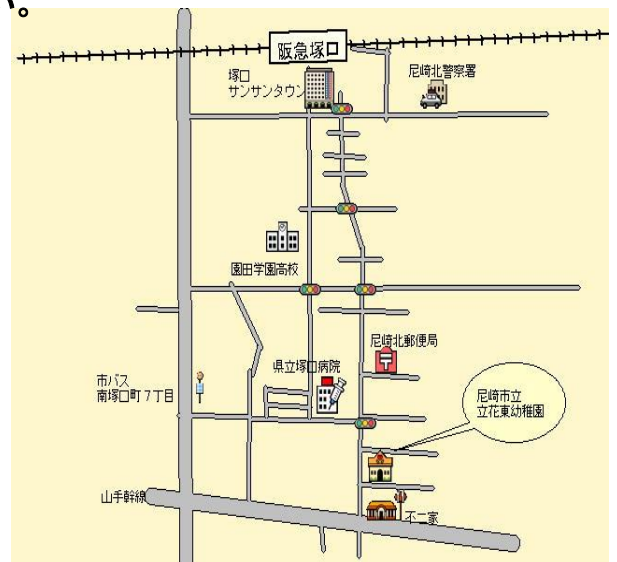 い。
阪急塚口
塚口
サンサンタウン
尼崎北警察署
園田学園高校
尼崎北郵便局
県立塚口病院
市バス
南塚口町7丁目
尼崎市立
立花東幼稚園
山手幹線
不二家